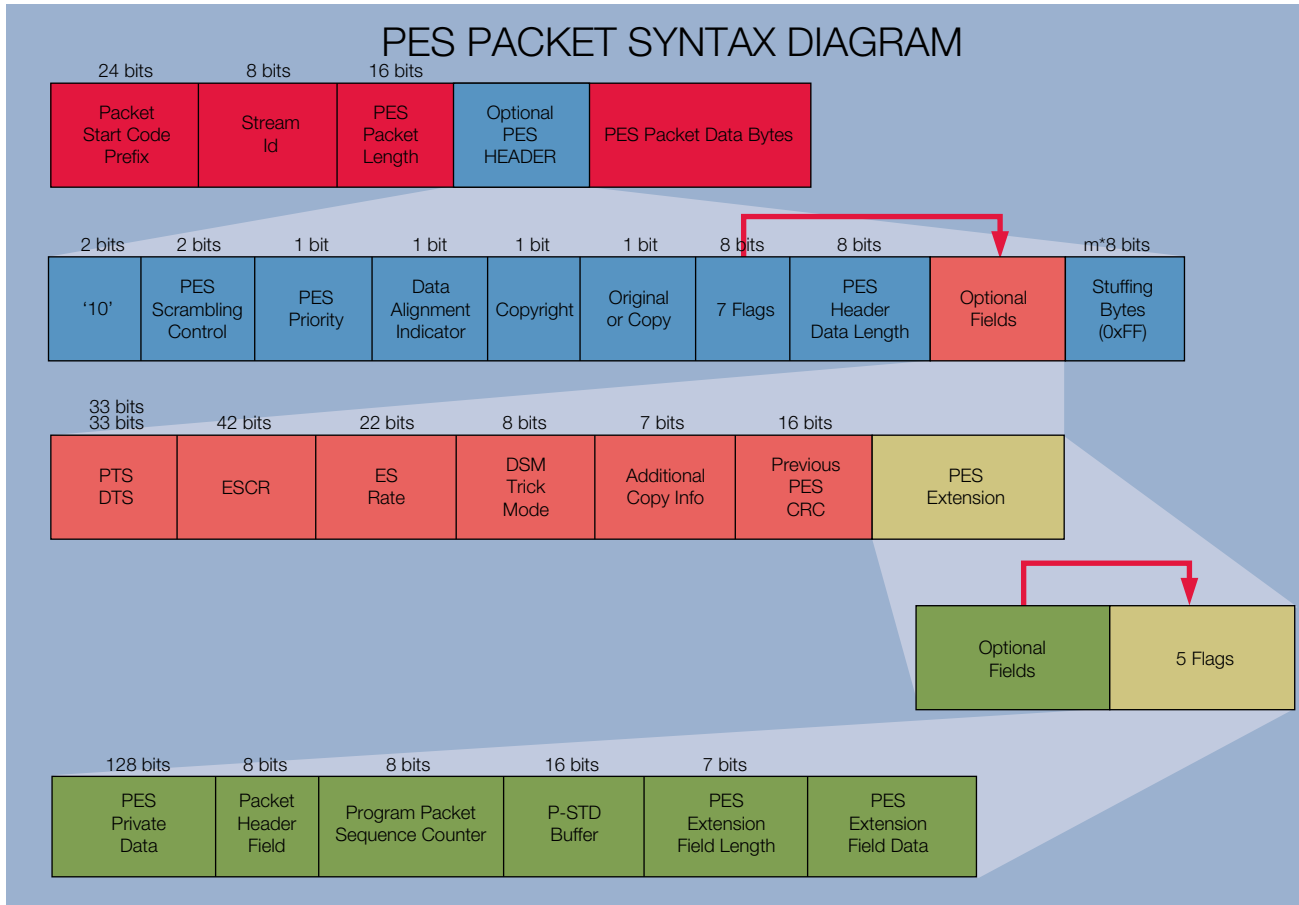 PES PACKET SYNTAX DIAGRAM
24 bits
8 bits
16 bits
Packet
Start Code
Prefix
Stream
Id
PES
Packet
Length
Optional
PES
HEADER
PES Packet Data Bytes
2 bits
2 bits
1 bit
1 bit
1 bit
1 bit
8 bits
8 bits
m*8 bits
'10'
PES
Scrambling
Control
PES
Priority
Data
Alignment
Indicator
Copyright
Original
or Copy
7 Flags
PES
Header
Data Length
Optional
Fields
Stuffing
Bytes
(0xFF)
33 bits
33 bits
42 bits
22 bits
8 bits
7 bits
16 bits
PTS
DTS
ESCR
ES
Rate
DSM
Trick
Mode
Additional
Copy Info
Previous
PES
CRC
PES
Extension
Optional
Fields
5 Flags
128 bits
8 bits
8 bits
16 bits
7 bits
PES
Private
Data
Packet
Header
Field
Program Packet
Sequence Counter
P-STD
Buffer
PES
Extension
Field Length
PES
Extension
Field Data